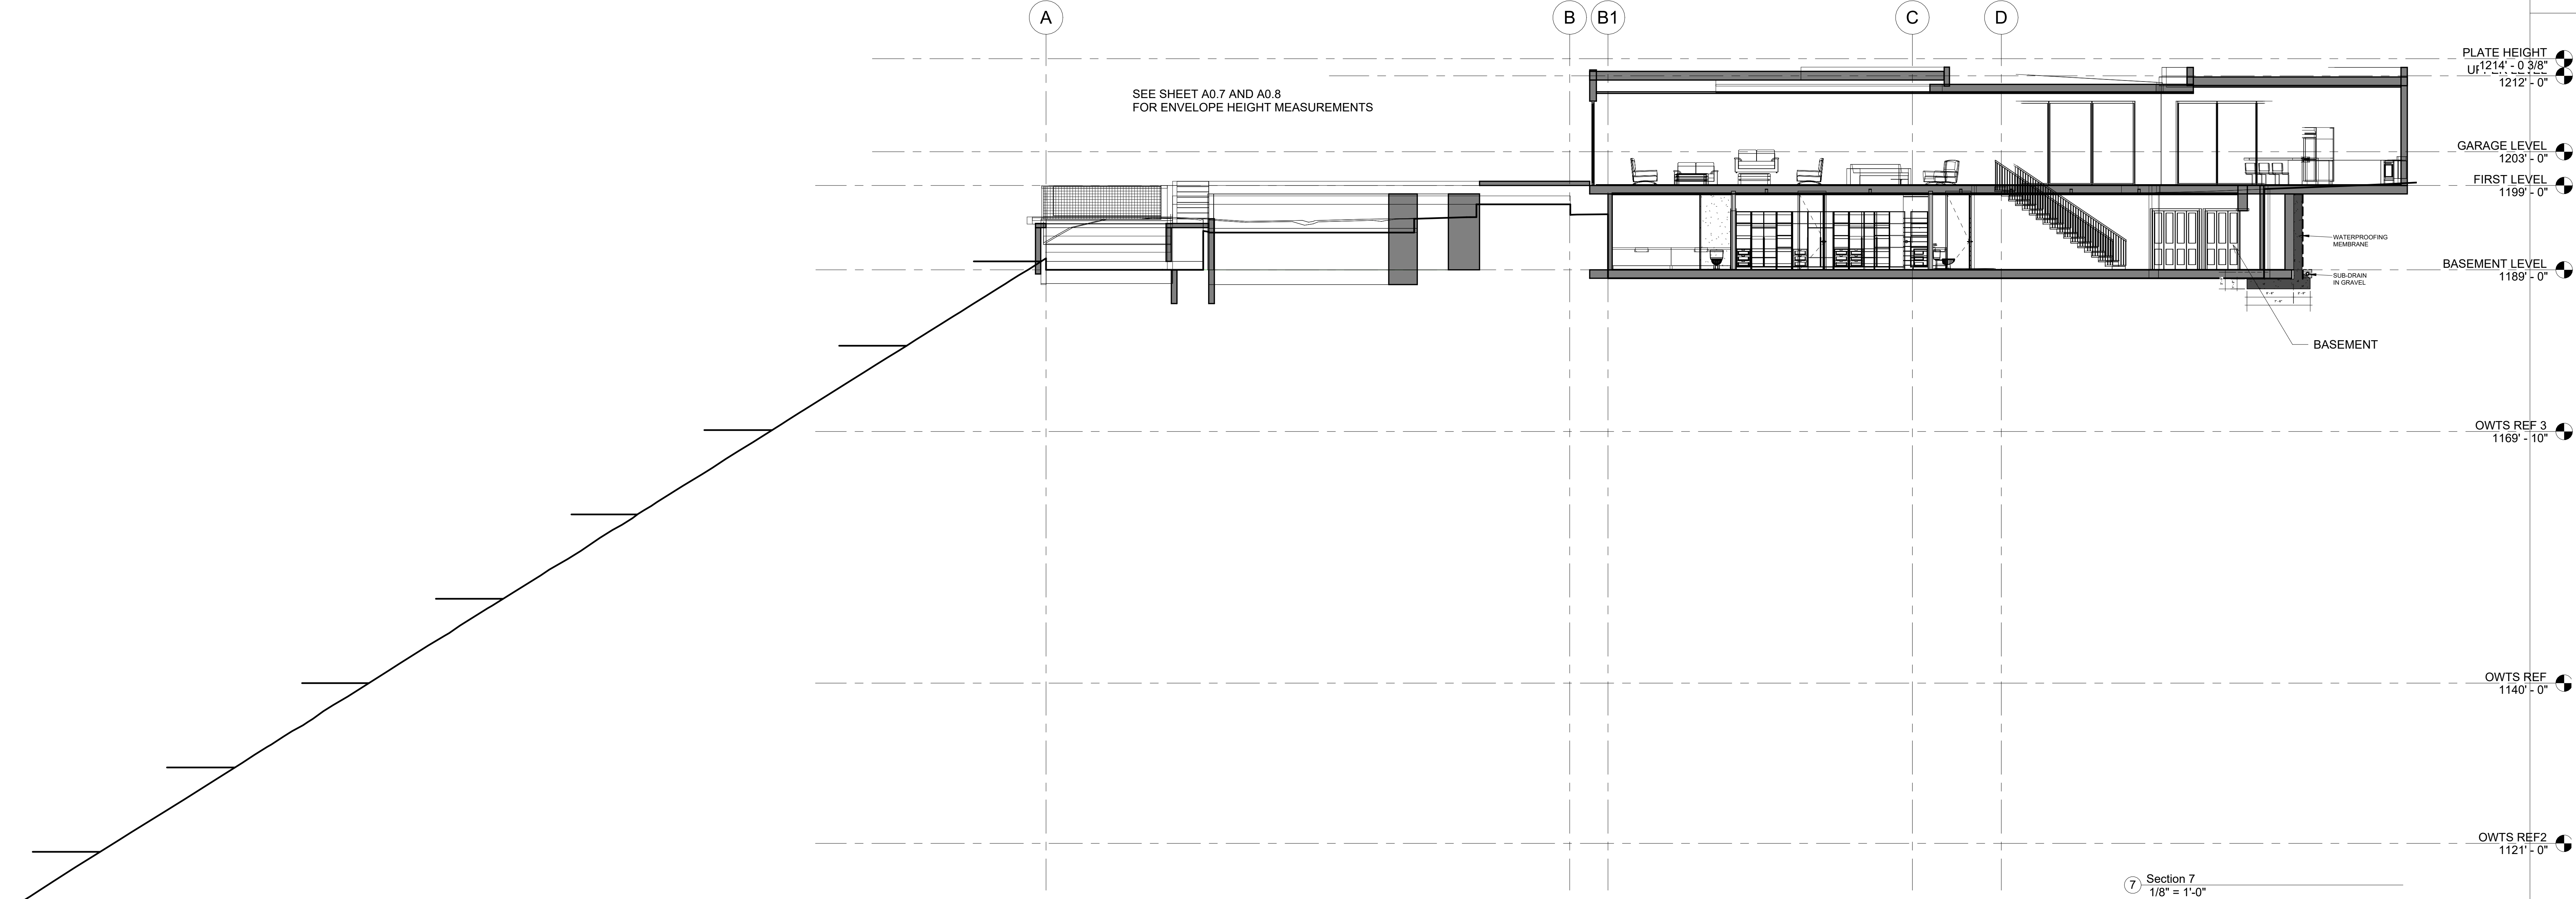 A
B
B1
C
D
PLATE HEIGHT
1214' - 0 3/8"
UPPER LEVEL
1212' - 0"
SEE SHEET A0.7 AND A0.8
FOR ENVELOPE HEIGHT MEASUREMENTS
GARAGE LEVEL
1203' - 0"
FIRST LEVEL
1199' - 0"
WATERPROOFING
MEMBRANE
BASEMENT LEVEL
1189' - 0"
SUB-DRAIN
IN GRAVEL
BASEMENT
OWTS REF 3
1169' - 10"
OWTS REF
1140' - 0"
OWTS REF2
1121' - 0"
7
Section 7
1/8" = 1'-0"